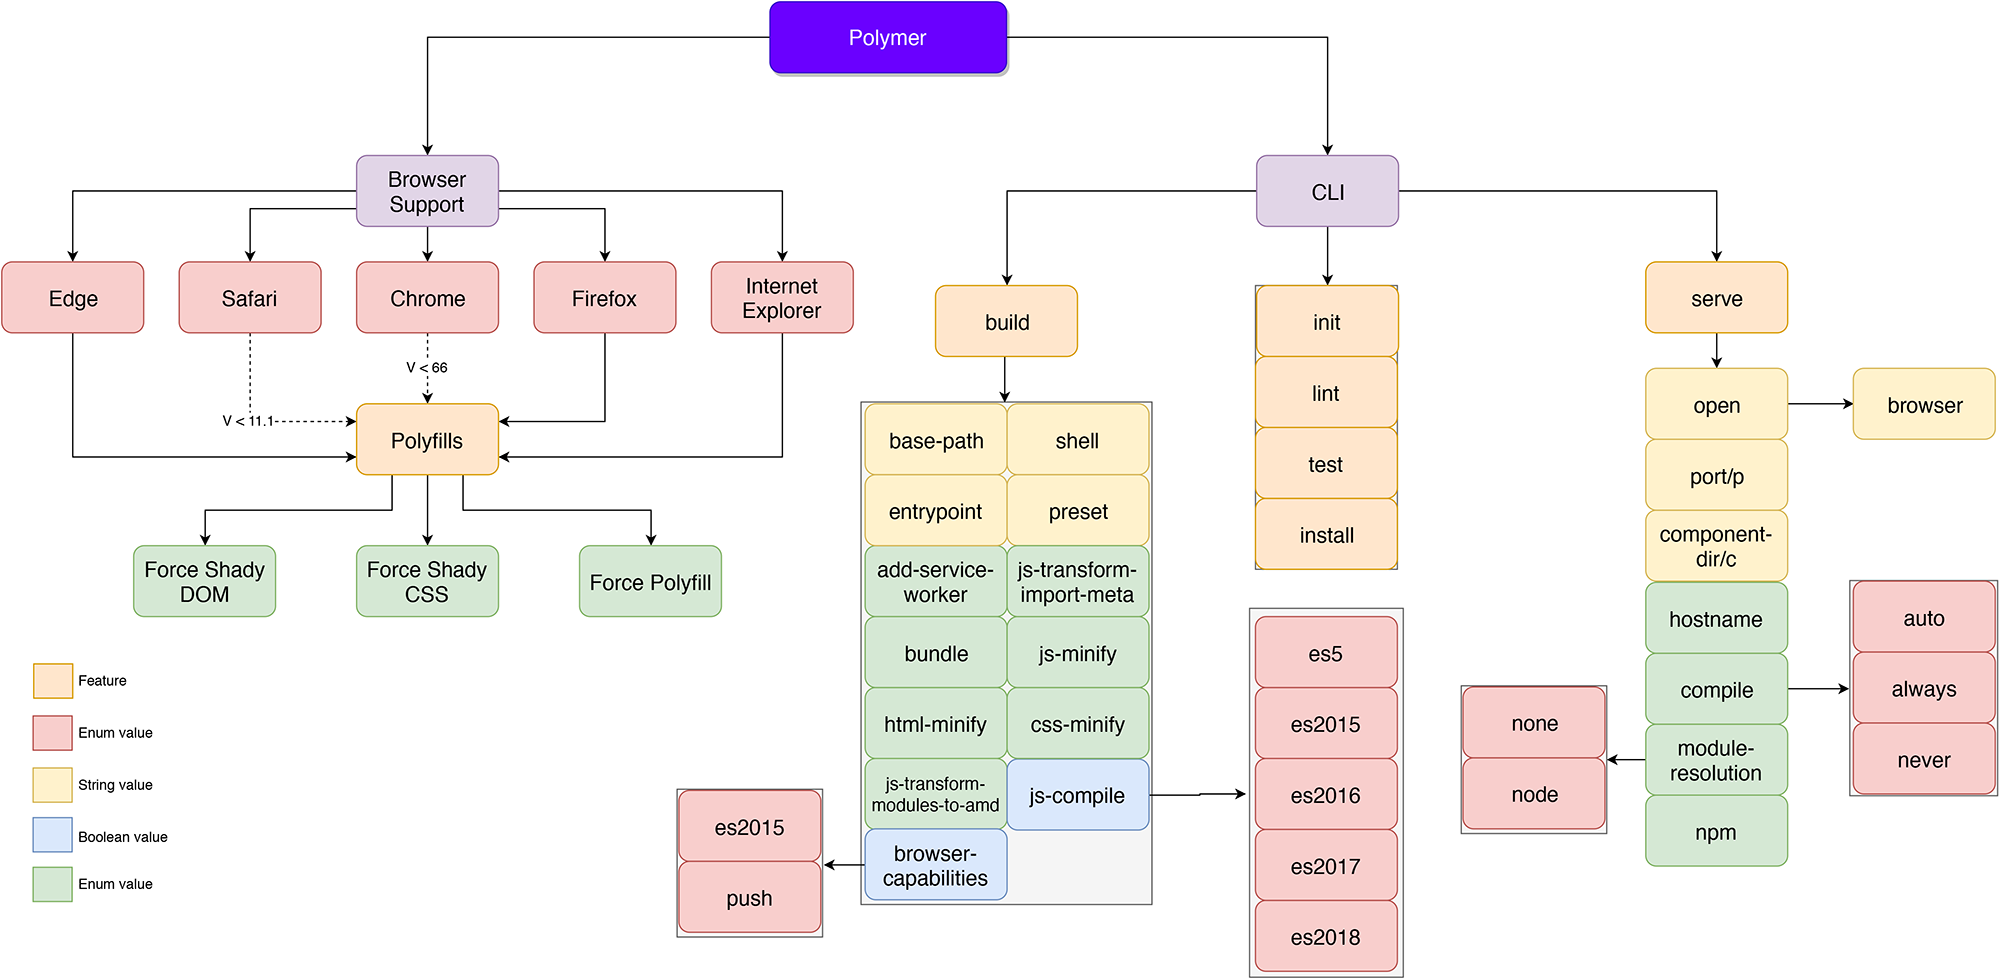 Polymer
Browser
Support
CLI
Edge
Safari
Chrome
Firefox
Internet
Explorer
V < 66
V < 11.1
Polyfills
Force Shady
DOM
Force Shady
CSS
Force Polyfill
Feature
Enum value
String value
Boolean value
Enum value
build
base-path
shell
entrypoint
preset
add-service-
worker
js-transform-
import-meta
bundle
js-minify
html-minify
css-minify
js-transform-
modules-to-amd
js-compile
browser-
capabilities
es2015
push
init
lint
test
install
es5
es2015
es2016
es2017
es2018
serve
open
browser
port/p
component-
dir/c
hostname
compile
module-
resolution
npm
auto
always
never
none
node